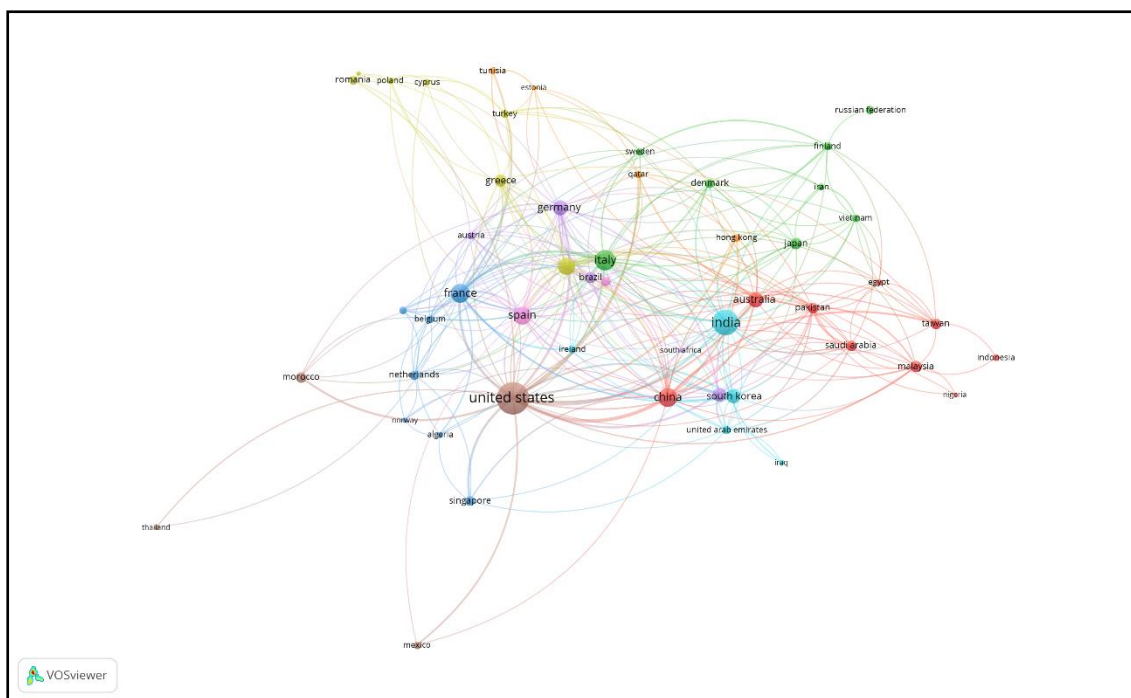 romania
poland
cyprus
tunisia
estonia
turkey
russian federation
finland
sweden
greece
qatar
denmark
iran
germany
vietnam
austria
hong kong
japan
italy
brazil
egypt
france
australia
pakistan
belgium
spain
india
taiwan
ireland
south africa
saudi arabia
indonesia
morocco
netherlands
malaysia
united states
china
south korea
nigeria
norway
algeria
united arab emirates
iraq
singapore
thailand
mexico
VOSviewer